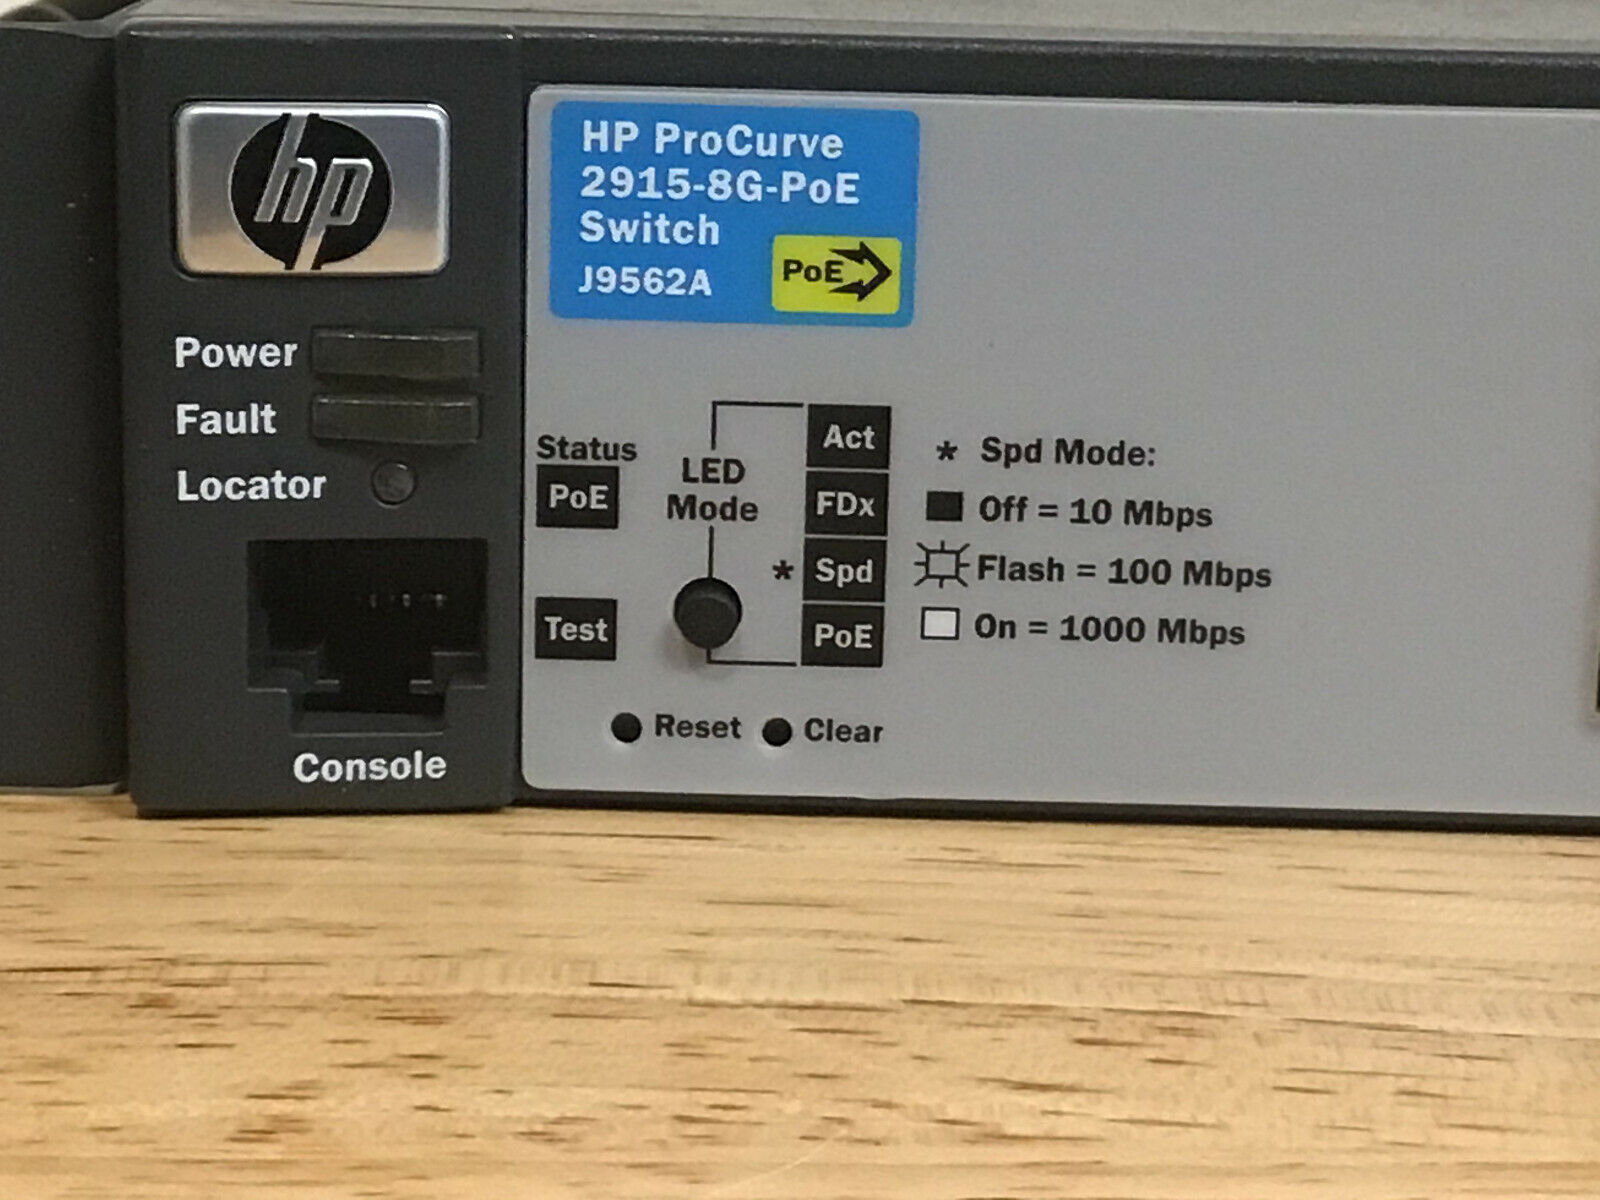 hp
HP ProCurve
2915-8G-PoE
Switch
J9562A
PoE
Power
Fault
Locator
Console
Status
PoE
Test
LED
Mode
Act
FDx
* Spd
PoE
* Spd Mode:
Off = 10 Mbps
Flash = 100 Mbps
On = 1000 Mbps
Reset
Clear